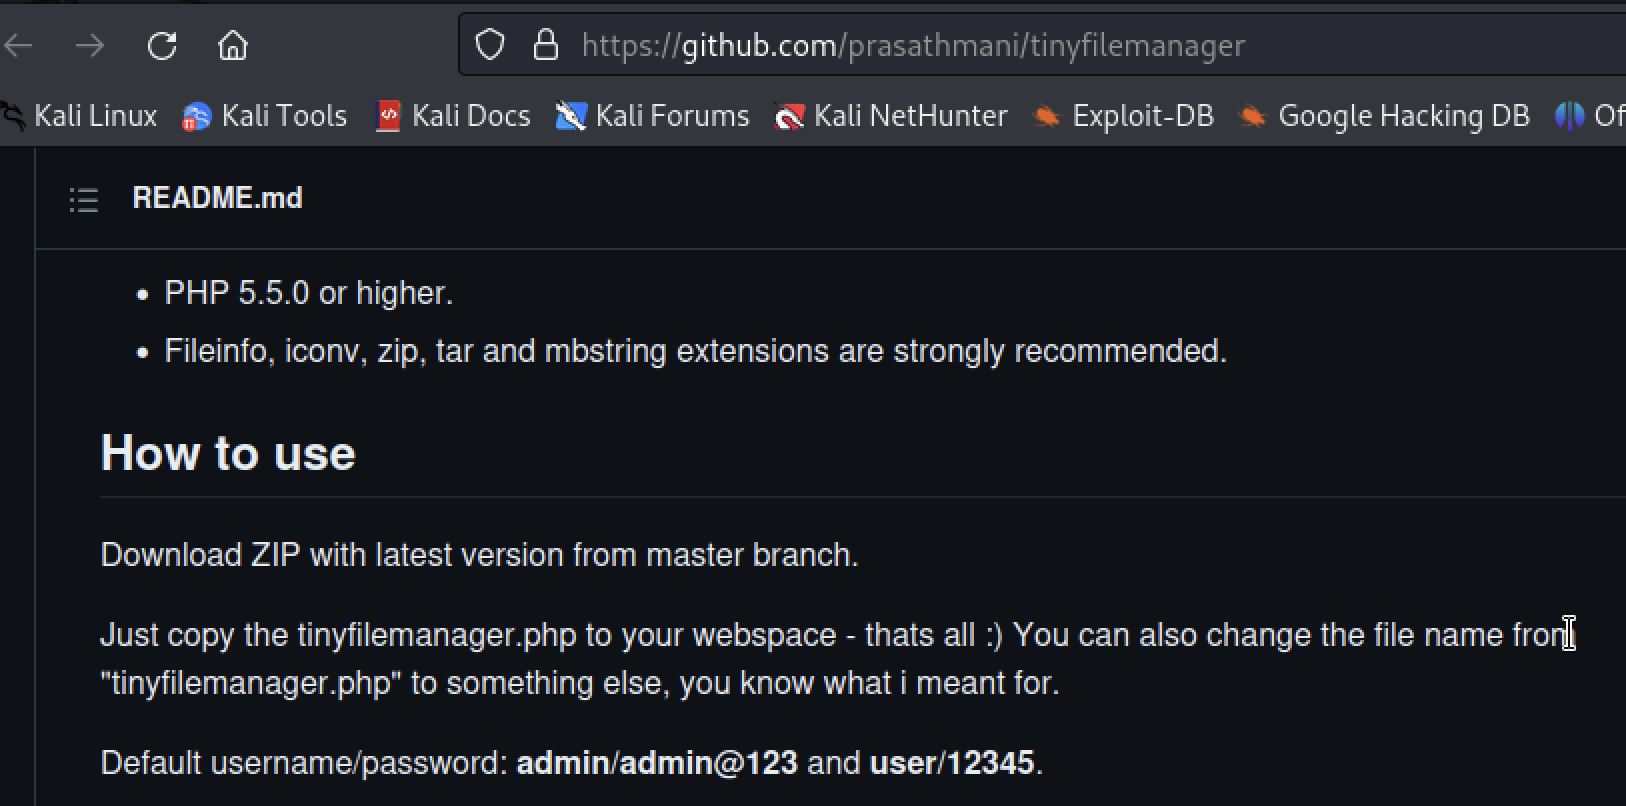 https://github.com/prasathmani/tinyfilemanager
Kali Linux Kali Tools Kali Docs Kali Forums Kali NetHunter Exploit-DB Google Hacking DB Of
README.md
• PHP 5.5.0 or higher.
• Fileinfo, iconv, zip, tar and mbstring extensions are strongly recommended.
How to use
Download ZIP with latest version from master branch.
Just copy the tinyfilemanager.php to your webspace - thats all :) You can also change the file name from
"tinyfilemanager.php" to something else, you know what i meant for.
Default username/password: admin/admin@123 and user/12345.